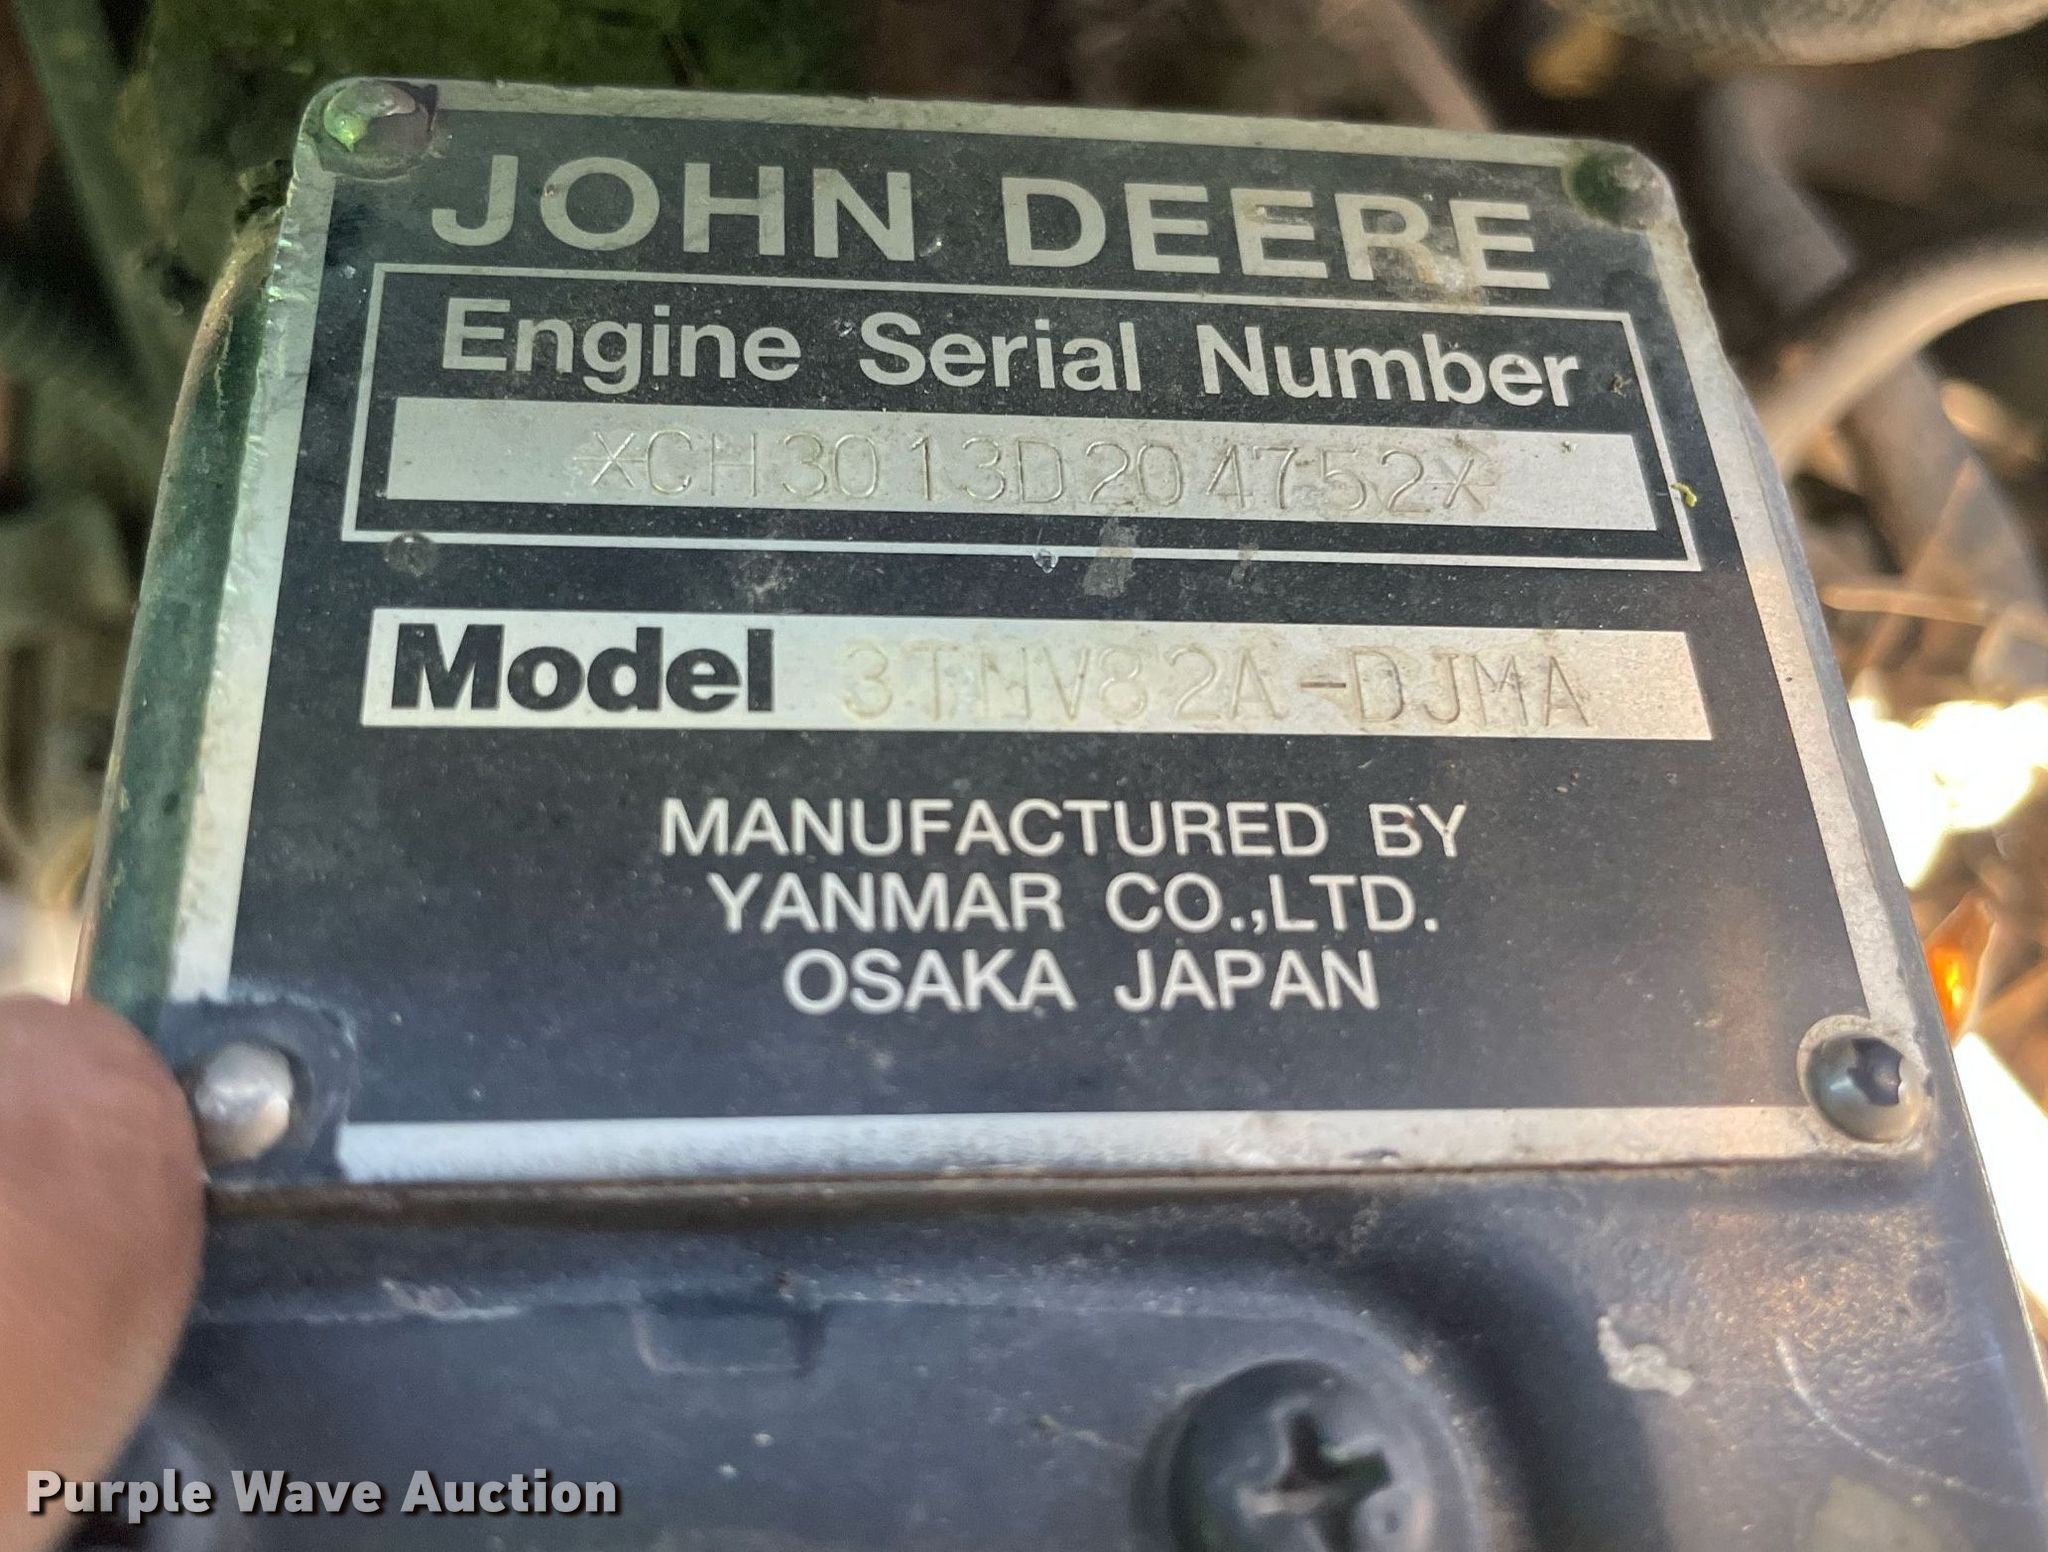 JOHN DEERE
Engine Serial Number
*CH3013D204752*
Model 3TNV82A-DJMA
MANUFACTURED BY
YANMAR CO.,LTD.
OSAKA JAPAN
Purple Wave Auction